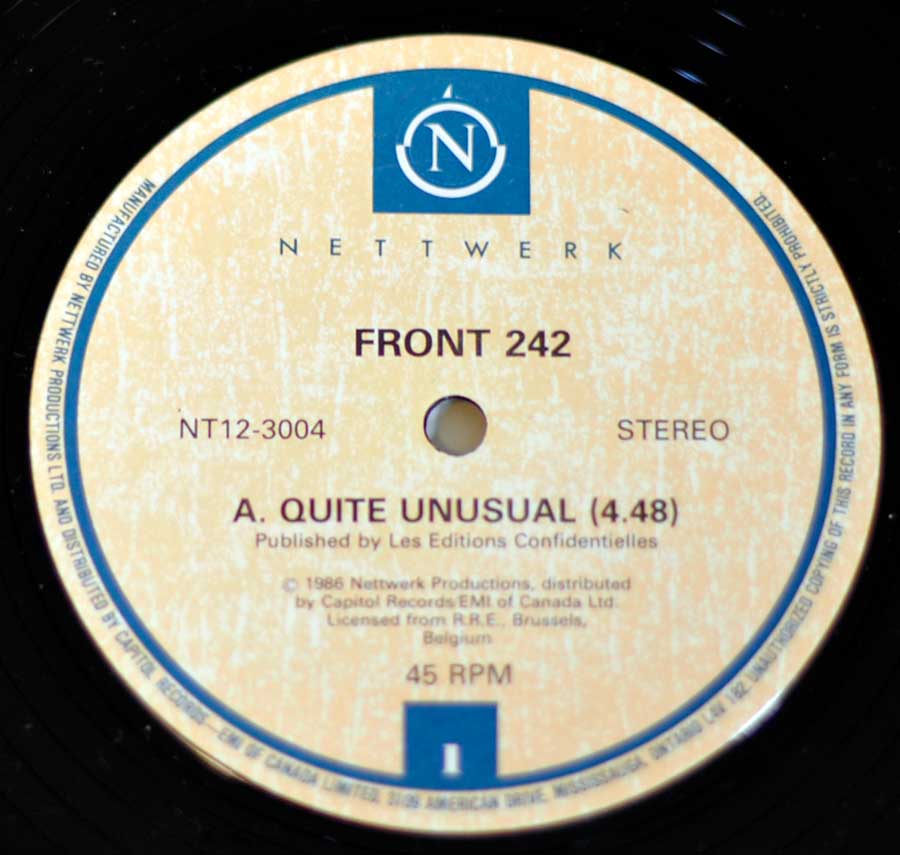 N
NETTWERK
FRONT 242
NT12-3004
STEREO
A. QUITE UNUSUAL (4.48)
Published by Les Editions Confidentielles
© 1986 Nettwerk Productions, distributed
by Capitol Records/EMI of Canada Ltd.
Licensed from R.R.E., Brussels,
Belgium
45 RPM
1
MANUFACTURED BY NETTWERK PRODUCTIONS LTD. AND DISTRIBUTED BY CAPITOL RECORDS—EMI OF CANADA LIMITED, 3109 AMERICAN DRIVE, MISSISSAUGA, ONTARIO L4V 1B2 UNAUTHORIZED COPYING OF THIS RECORD IN ANY FORM IS STRICTLY PROHIBITED.